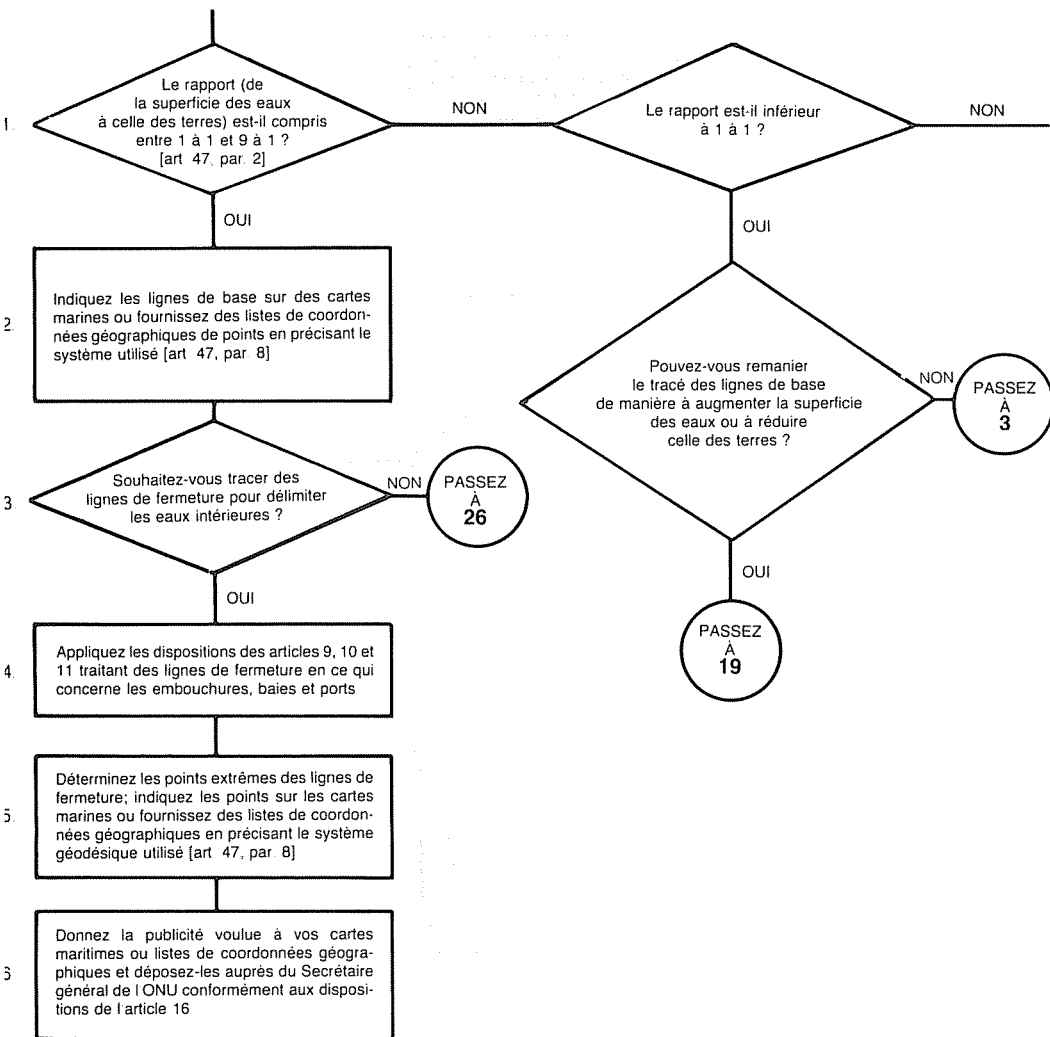 Le rapport (de
la superficie des eaux
à celle des terres) est-il compris
entre 1 à 1 et 9 à 1 ?
[art 47, par. 2]
NON
Le rapport est-il inférieur
à 1 à 1 ?
NON
1.
OUI
OUI
2.
Indiquez les lignes de base sur des cartes
marines ou fournissez des listes de coordon-
nées géographiques de points en précisant le
système utilisé [art 47, par 8]
Pouvez-vous remanier
le tracé des lignes de base
de manière à augmenter la superficie
des eaux ou à réduire
celle des terres ?
NON
PASSEZ
À
3
3.
Souhaitez-vous tracer des
lignes de fermeture pour délimiter
les eaux intérieures ?
NON
PASSEZ
À
26
OUI
OUI
PASSEZ
À
19
4.
Appliquez les dispositions des articles 9, 10 et
11 traitant des lignes de fermeture en ce qui
concerne les embouchures, baies et ports
5.
Déterminez les points extrêmes des lignes de
fermeture; indiquez les points sur les cartes
marines ou fournissez des listes de coordon-
nées géographiques en précisant le système
géodésique utilisé [art 47, par 8]
6
Donnez la publicité voulue à vos cartes
maritimes ou listes de coordonnées géogra-
phiques et déposez-les auprès du Secrétaire
général de l'ONU conformément aux disposi-
tions de l'article 16